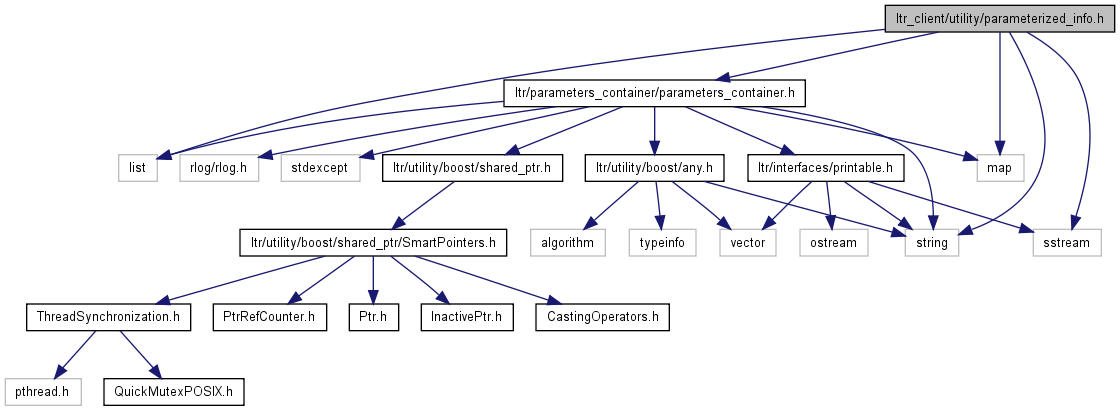 ltr_client/utility/parameterized_info.h
ltr/parameters_container/parameters_container.h
list
rlog/rlog.h
stdexcept
ltr/utility/boost/shared_ptr.h
ltr/utility/boost/any.h
ltr/interfaces/printable.h
map
ltr/utility/boost/shared_ptr/SmartPointers.h
algorithm
typeinfo
vector
ostream
string
sstream
ThreadSynchronization.h
PtrRefCounter.h
Ptr.h
InactivePtr.h
CastingOperators.h
pthread.h
QuickMutexPOSIX.h